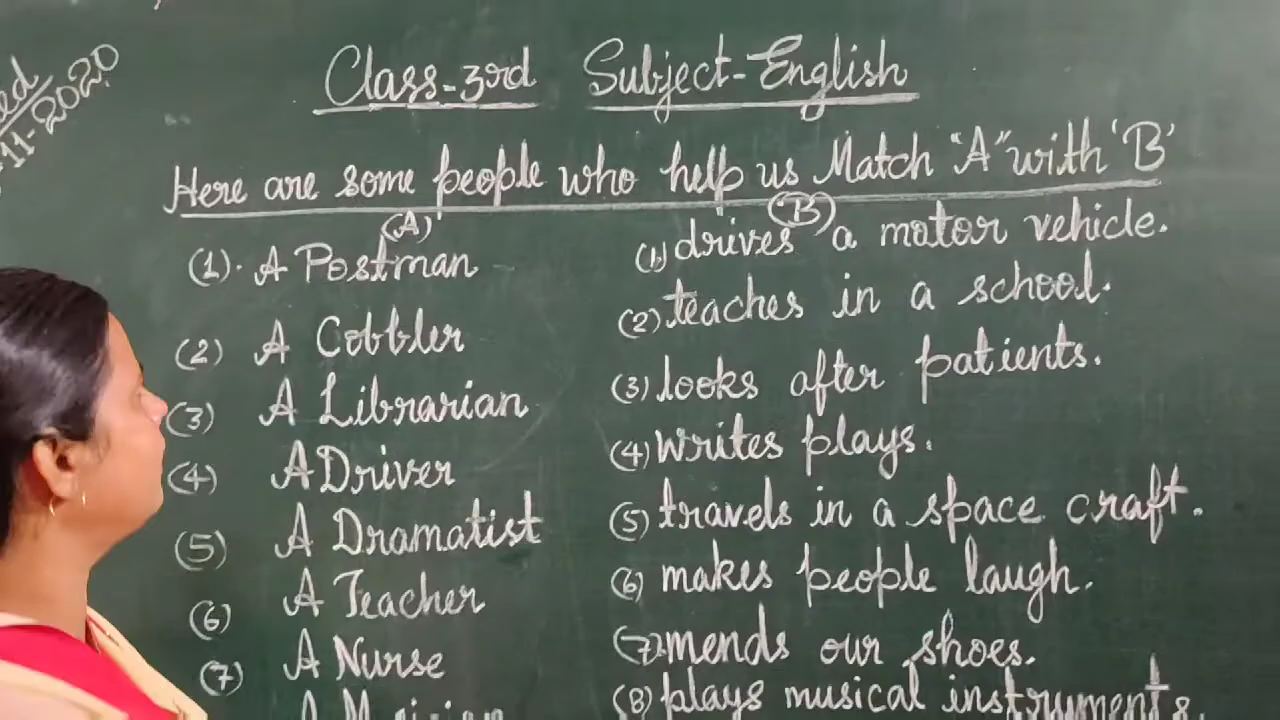 11-2020
Class-3rd Subject-English
Here are some people who help us Match "A" with 'B'
(A) (B)
(1). A Postman (1) drives a motor vehicle.
(2) A Cobbler (2) teaches in a school.
(3) A Librarian (3) looks after patients.
(4) A Driver (4) writes plays.
(5) A Dramatist (5) travels in a space craft.
(6) A Teacher (6) makes people laugh.
(7) A Nurse (7) mends our shoes.
A Musician (8) plays musical instruments.